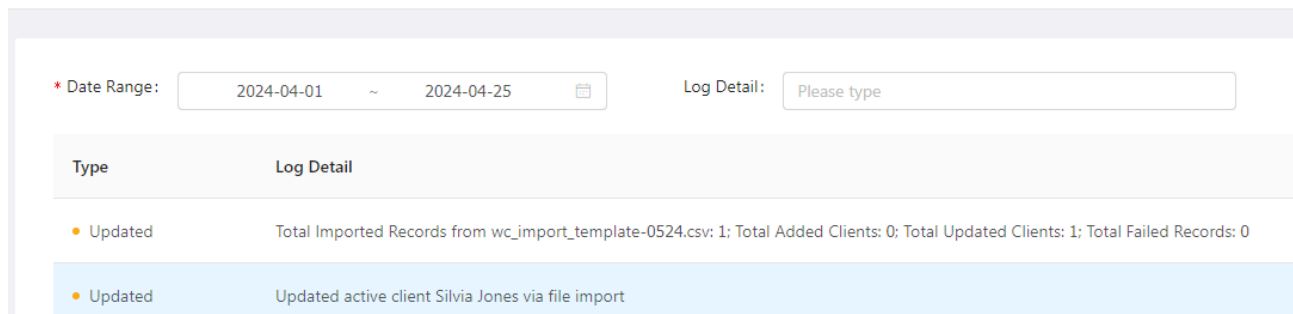 * Date Range: 2024-04-01 ~ 2024-04-25 Log Detail: Please type
Type Log Detail
Updated Total Imported Records from wc_import_template-0524.csv: 1; Total Added Clients: 0; Total Updated Clients: 1; Total Failed Records: 0
Updated Updated active client Silvia Jones via file import